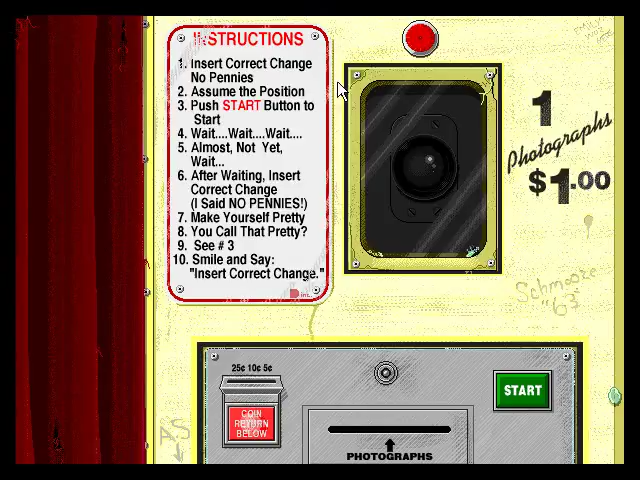 INSTRUCTIONS
1. Insert Correct Change
No Pennies
2. Assume the Position
3. Push START Button to
Start
4. Wait....Wait....Wait....
5. Almost, Not Yet,
Wait...
6. After Waiting, Insert
Correct Change
(I Said NO PENNIES!)
7. Make Yourself Pretty
8. You Call That Pretty?
9. See # 3
10. Smile and Say:
"Insert Correct Change."
1
Photographs
$1.00
Schmooze
"63"
25¢ 10¢ 5¢
COIN
RETURN
BELOW
START
A.S
PHOTOGRAPHS